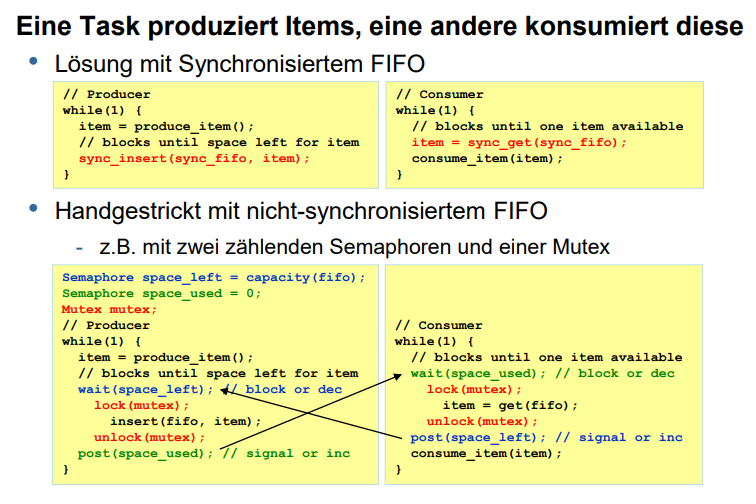 Eine Task produziert Items, eine andere konsumiert diese
• Lösung mit Synchronisiertem FIFO
// Producer
while(1) {
  item = produce_item();
  // blocks until space left for item
  sync_insert(sync_fifo, item);
}
// Consumer
while(1) {
  // blocks until one item available
  item = sync_get(sync_fifo);
  consume_item(item);
}
• Handgestrickt mit nicht-synchronisiertem FIFO
- z.B. mit zwei zählenden Semaphoren und einer Mutex
Semaphore space_left = capacity(fifo);
Semaphore space_used = 0;
Mutex mutex;
// Producer
while(1) {
  item = produce_item();
  // blocks until space left for item
  wait(space_left); // block or dec
    lock(mutex);
      insert(fifo, item);
    unlock(mutex);
  post(space_used); // signal or inc
}
// Consumer
while(1) {
  // blocks until one item available
  wait(space_used); // block or dec
    lock(mutex);
      item = get(fifo);
    unlock(mutex);
  post(space_left); // signal or inc
  consume_item(item);
}